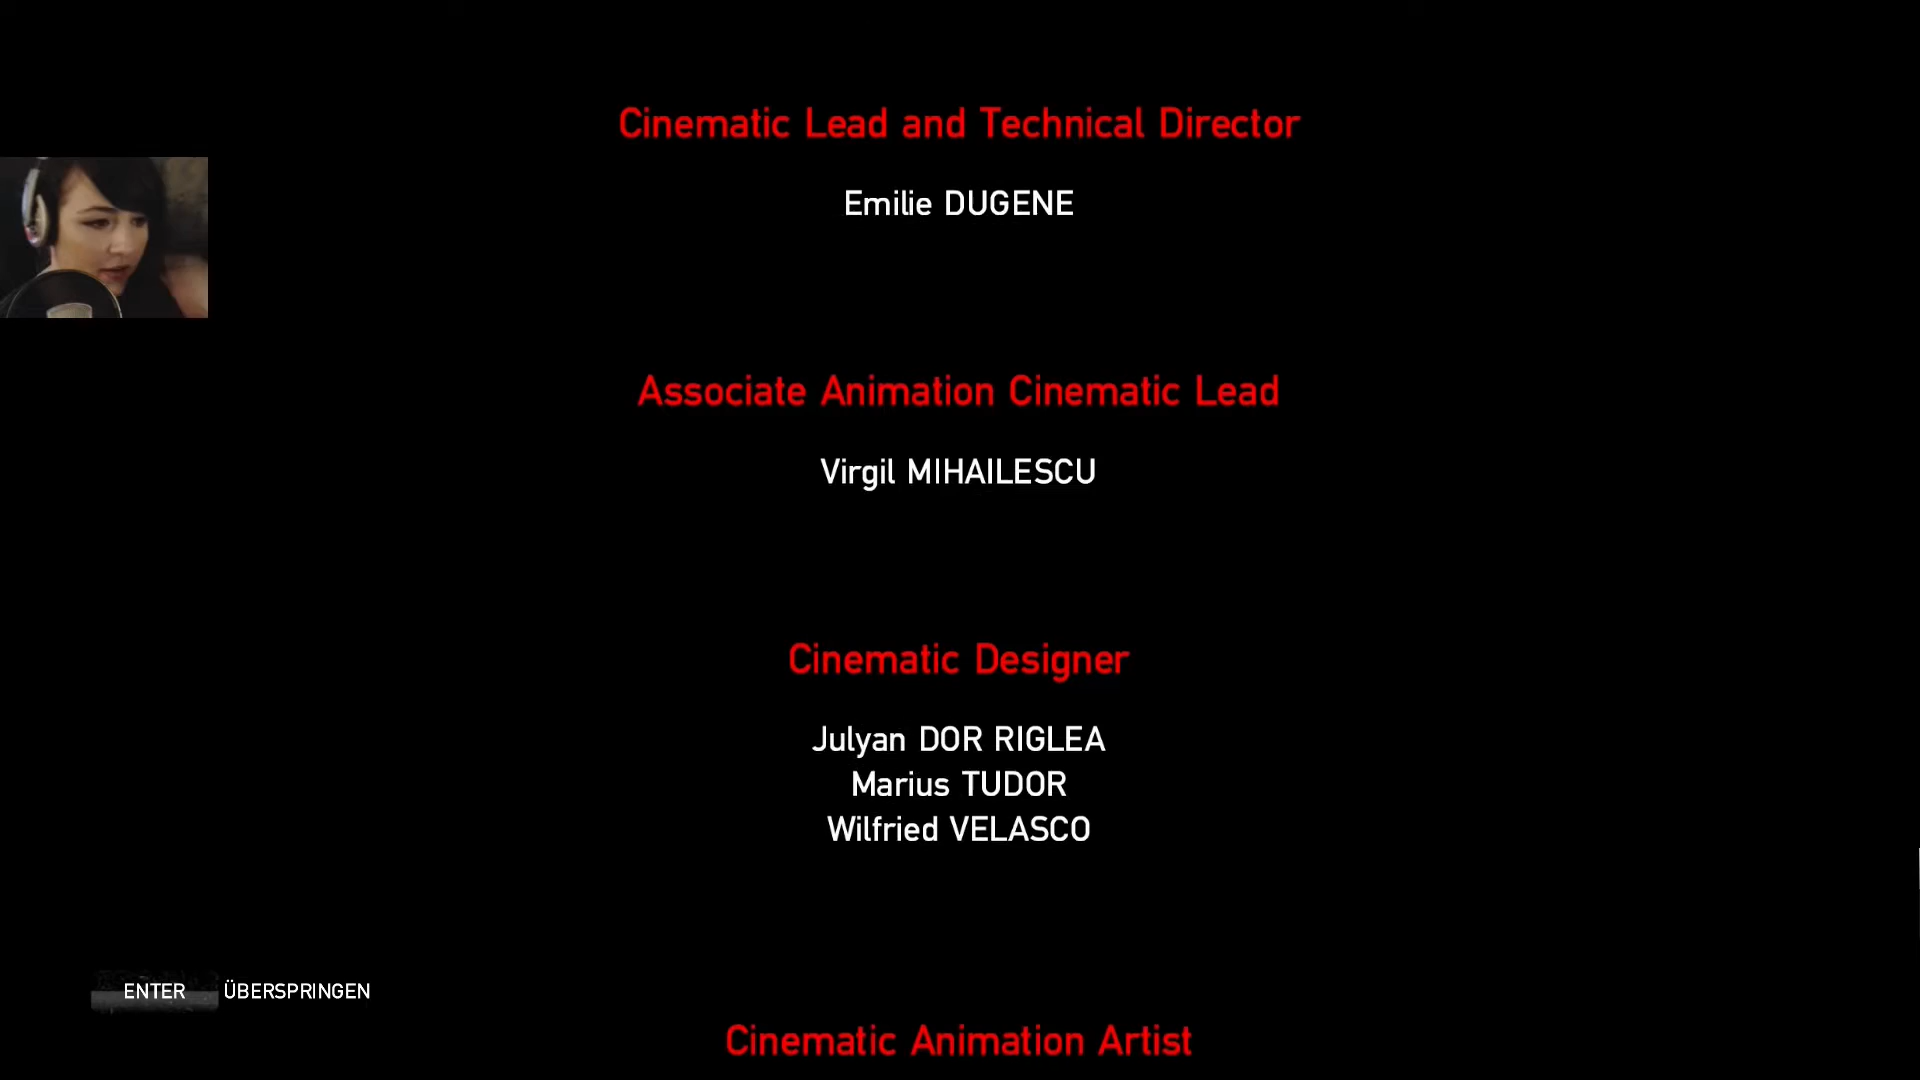 Cinematic Lead and Technical Director
Emilie DUGENE
Associate Animation Cinematic Lead
Virgil MIHAILESCU
Cinematic Designer
Julyan DOR RIGLEA
Marius TUDOR
Wilfried VELASCO
ENTER ÜBERSPRINGEN
Cinematic Animation Artist